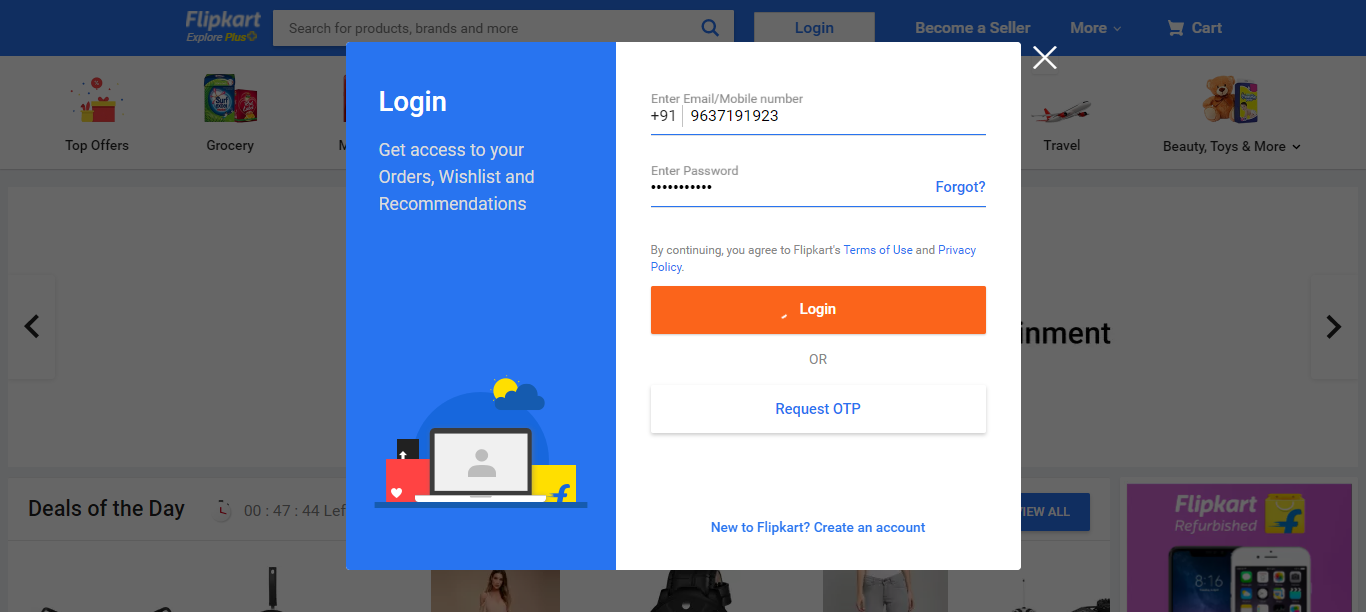 Flipkart
Explore Plus
Search for products, brands and more
Login
Become a Seller
More
Cart
Top Offers
Grocery
M
Travel
Beauty, Toys & More
Login
Get access to your
Orders, Wishlist and
Recommendations
Enter Email/Mobile number
+91 9637191923
Enter Password
•••••••••••
Forgot?
By continuing, you agree to Flipkart's Terms of Use and Privacy
Policy.
Login
OR
Request OTP
New to Flipkart? Create an account
inment
Deals of the Day
00 : 47 : 44 Lef
VIEW ALL
Flipkart
Refurbished
8:16